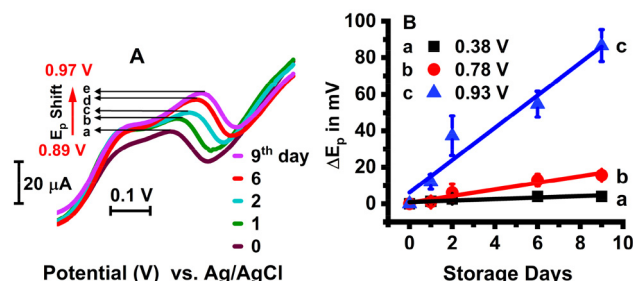 A
0.97 V
Eₚ Shift
0.89 V
e
d
c
b
a
20 μA
0.1 V
9ᵗʰ day
6
2
1
0
Potential (V) vs. Ag/AgCl
B
a 0.38 V
b 0.78 V
c 0.93 V
c
b
a
ΔEₚ in mV
100
80
60
40
20
0
0 2 4 6 8 10
Storage Days